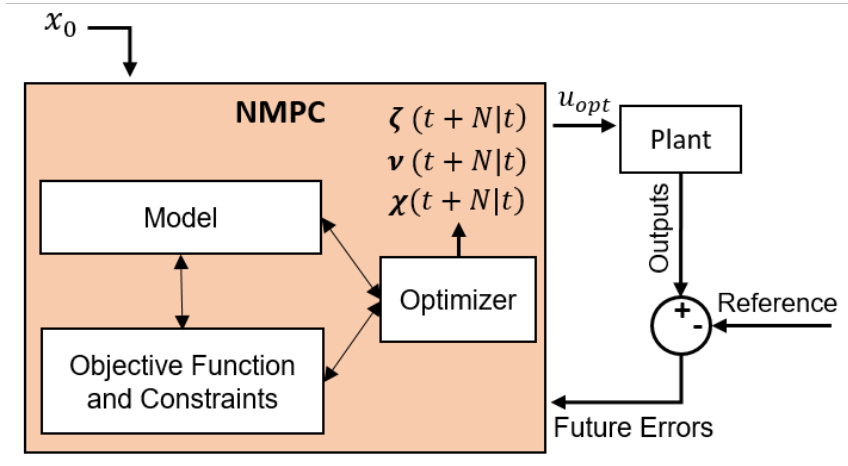 x₀
NMPC
ζ (t + N|t)
ν (t + N|t)
χ(t + N|t)
u_opt
Plant
Model
Outputs
Optimizer
+
-
Reference
Objective Function
and Constraints
Future Errors